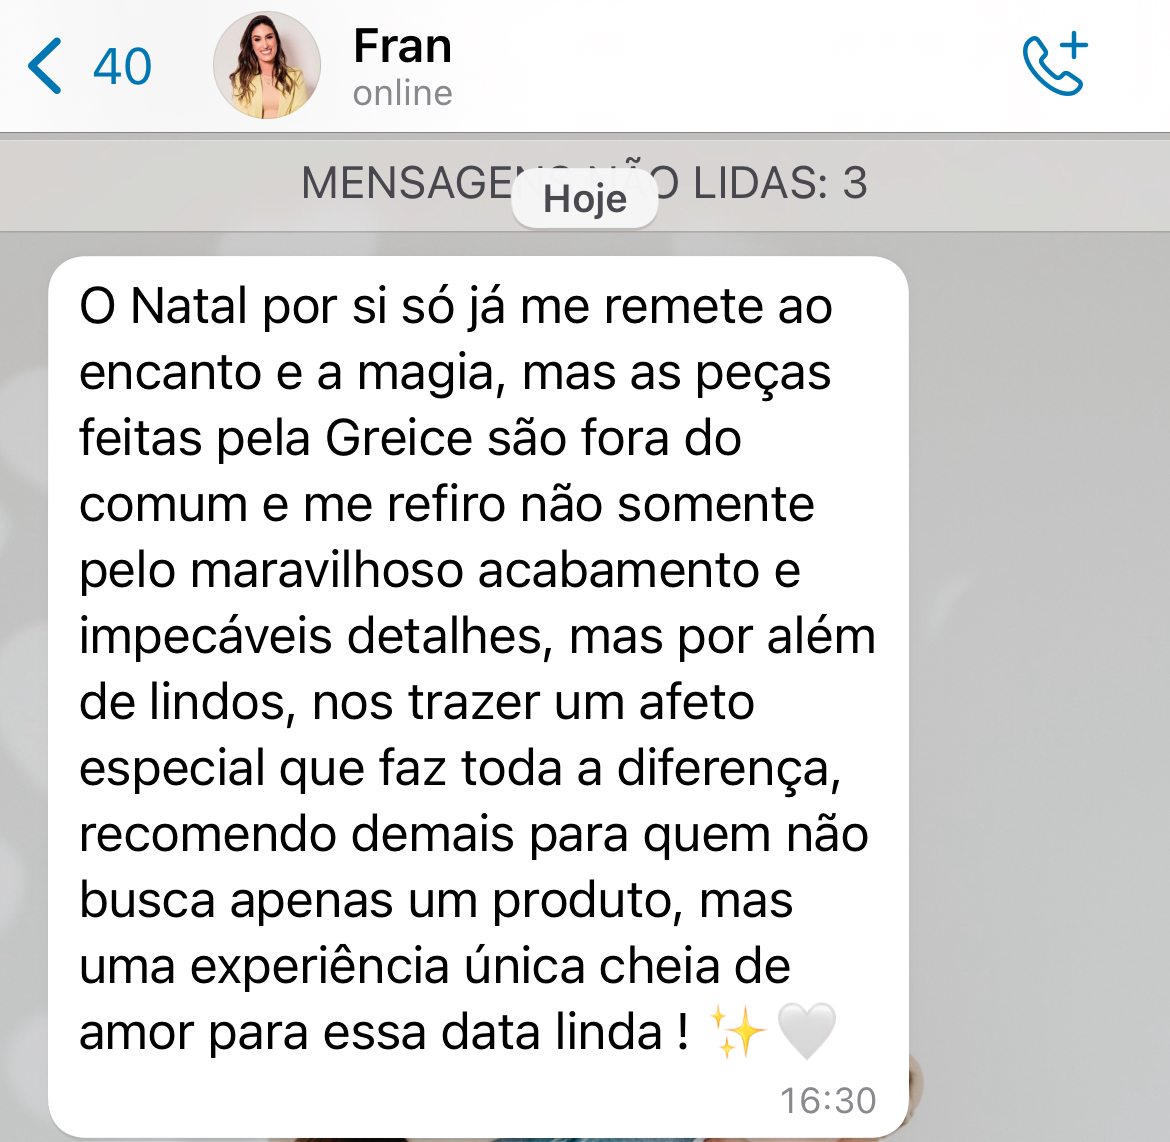 40
Fran
online
MENSAGENS NÃO LIDAS: 3
Hoje
O Natal por si só já me remete ao
encanto e a magia, mas as peças
feitas pela Greice são fora do
comum e me refiro não somente
pelo maravilhoso acabamento e
impecáveis detalhes, mas por além
de lindos, nos trazer um afeto
especial que faz toda a diferença,
recomendo demais para quem não
busca apenas um produto, mas
uma experiência única cheia de
amor para essa data linda ! ✨🤍
16:30